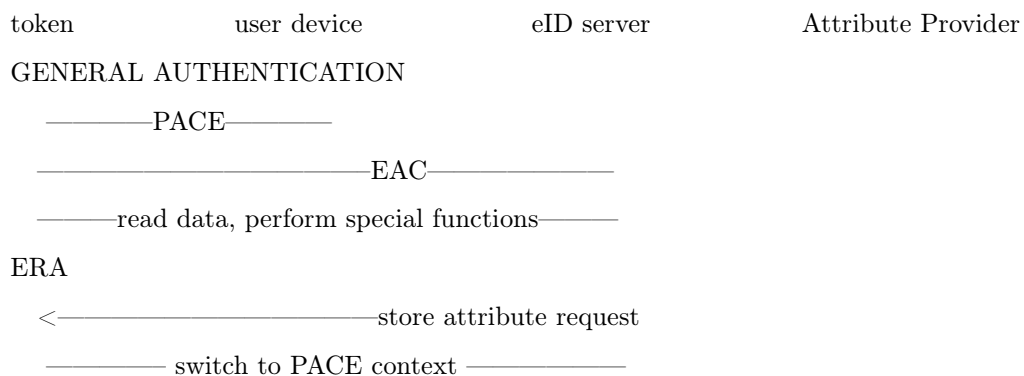 token user device eID server Attribute Provider
GENERAL AUTHENTICATION
————PACE————
————————————EAC———————
———read data, perform special functions———
ERA
<————————————store attribute request
————— switch to PACE context ——————